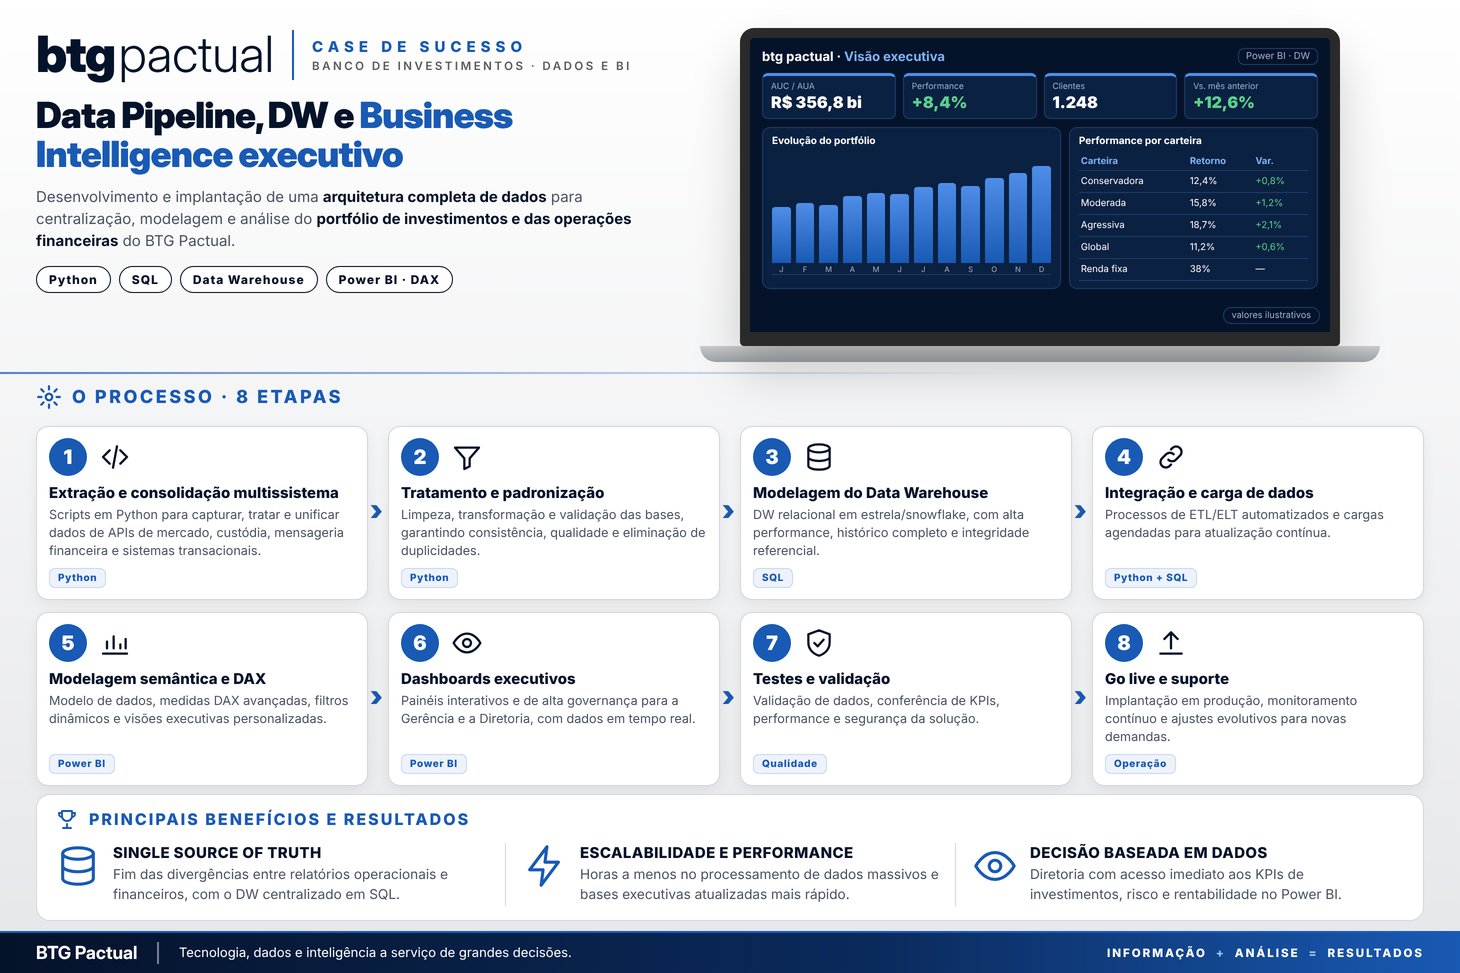 btgpactual
CASE DE SUCESSO
BANCO DE INVESTIMENTOS · DADOS E BI
Data Pipeline, DW e Business
Intelligence executivo
Desenvolvimento e implantação de uma arquitetura completa de dados para
centralização, modelagem e análise do portfólio de investimentos e das operações
financeiras do BTG Pactual.
Python SQL Data Warehouse Power BI · DAX
btg pactual · Visão executiva
Power BI · DW
AUC / AUA
R$ 356,8 bi
Performance
+8,4%
Clientes
1.248
Vs. mês anterior
+12,6%
Evolução do portfólio
J F M A M J J A S O N D
Performance por carteira
Carteira Retorno Var.
Conservadora 12,4% +0,8%
Moderada 15,8% +1,2%
Agressiva 18,7% +2,1%
Global 11,2% +0,6%
Renda fixa 38% —
valores ilustrativos
O PROCESSO · 8 ETAPAS
1
Extração e consolidação multissistema
Scripts em Python para capturar, tratar e unificar
dados de APIs de mercado, custódia, mensageria
financeira e sistemas transacionais.
Python
2
Tratamento e padronização
Limpeza, transformação e validação das bases,
garantindo consistência, qualidade e eliminação de
duplicidades.
Python
3
Modelagem do Data Warehouse
DW relacional em estrela/snowflake, com alta
performance, histórico completo e integridade
referencial.
SQL
4
Integração e carga de dados
Processos de ETL/ELT automatizados e cargas
agendadas para atualização contínua.
Python + SQL
5
Modelagem semântica e DAX
Modelo de dados, medidas DAX avançadas, filtros
dinâmicos e visões executivas personalizadas.
Power BI
6
Dashboards executivos
Painéis interativos e de alta governança para a
Gerência e a Diretoria, com dados em tempo real.
Power BI
7
Testes e validação
Validação de dados, conferência de KPIs,
performance e segurança da solução.
Qualidade
8
Go live e suporte
Implantação em produção, monitoramento
contínuo e ajustes evolutivos para novas
demandas.
Operação
PRINCIPAIS BENEFÍCIOS E RESULTADOS
SINGLE SOURCE OF TRUTH
Fim das divergências entre relatórios operacionais e
financeiros, com o DW centralizado em SQL.
ESCALABILIDADE E PERFORMANCE
Horas a menos no processamento de dados massivos e
bases executivas atualizadas mais rápido.
DECISÃO BASEADA EM DADOS
Diretoria com acesso imediato aos KPIs de
investimentos, risco e rentabilidade no Power BI.
BTG Pactual
Tecnologia, dados e inteligência a serviço de grandes decisões.
INFORMAÇÃO + ANÁLISE = RESULTADOS